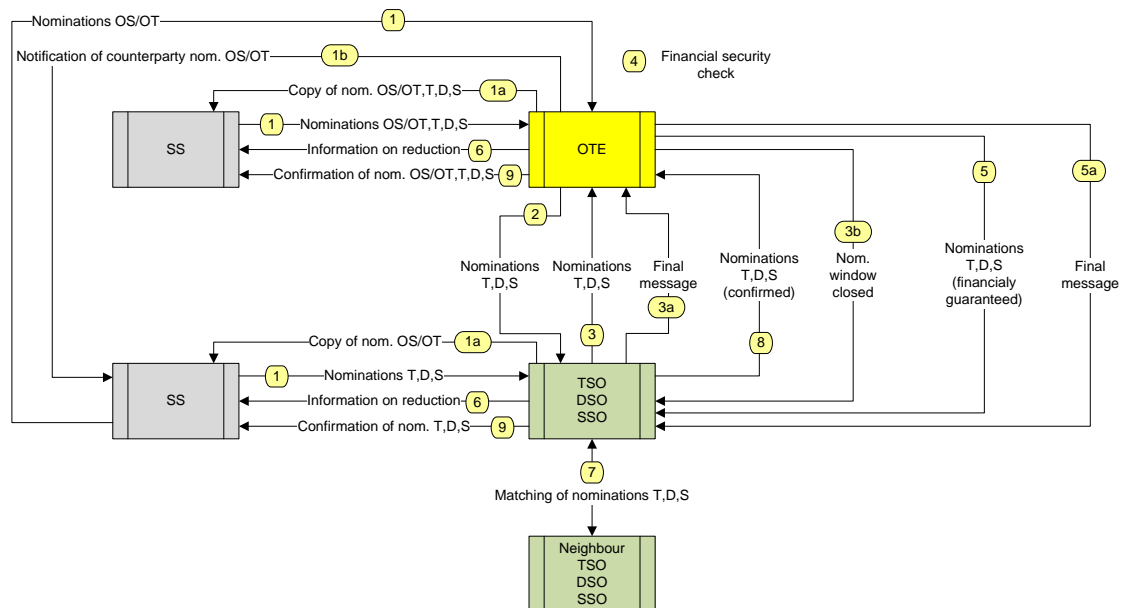 Nominations OS/OT
1
Notification of counterparty nom. OS/OT
1b
4
Financial security
check
Copy of nom. OS/OT,T,D,S
1a
SS
1
Nominations OS/OT,T,D,S
Information on reduction
6
Confirmation of nom. OS/OT,T,D,S
9
OTE
5
5a
2
3b
Nominations
T,D,S
Nominations
T,D,S
Final
message
3a
Nominations
T,D,S
(confirmed)
Nom.
window
closed
Nominations
T,D,S
(financialy
guaranteed)
Final
message
3
8
Copy of nom. OS/OT
1a
SS
1
Nominations T,D,S
Information on reduction
6
Confirmation of nom. T,D,S
9
TSO
DSO
SSO
7
Matching of nominations T,D,S
Neighbour
TSO
DSO
SSO